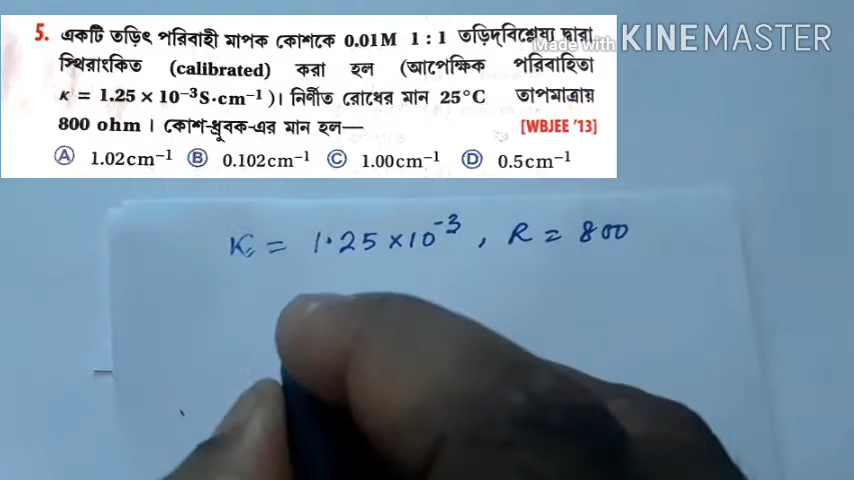 5. একটি তড়িৎ পরিবাহী মাপক কোশকে 0.01M 1 : 1 তড়িদ্‌বিশ্লেষ্য দ্বারা
Made with KINEMASTER
স্থিরাংকিত (calibrated) করা হল (আপেক্ষিক পরিবাহিতা
κ = 1.25 × 10⁻³S·cm⁻¹)। নির্ণীত রোধের মান 25°C তাপমাত্রায়
800 ohm। কোশ-ধ্রুবক-এর মান হল—
[WBJEE '13]
Ⓐ 1.02cm⁻¹ Ⓑ 0.102cm⁻¹ Ⓒ 1.00cm⁻¹ Ⓓ 0.5cm⁻¹
K = 1.25 × 10⁻³, R = 800